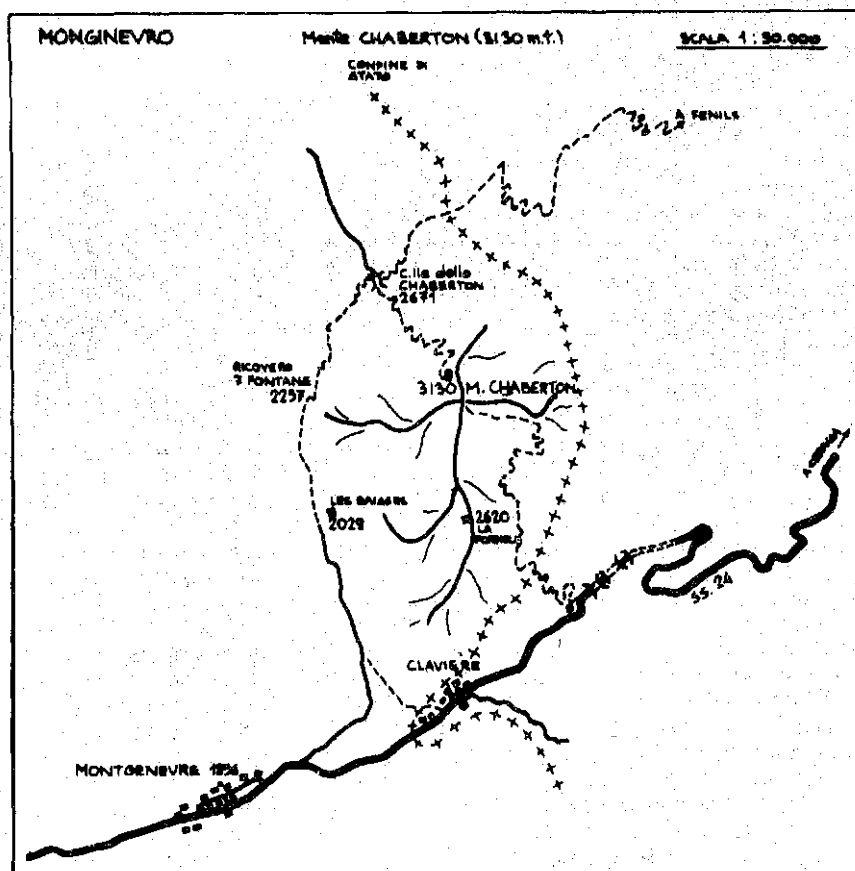 MONGINEVRO
Monte CHABERTON (3130 m.f.)
SCALA 1:30.000
CONFINE DI
STATO
A FENILS
C.lle dello
CHABERTON
2671
RICOVERO
7 FONTANE
2257
3130 M. CHABERTON
LES BAISSES
2029
2620
LA
CLAVIERE
SS. 24
MONTGENEVRE